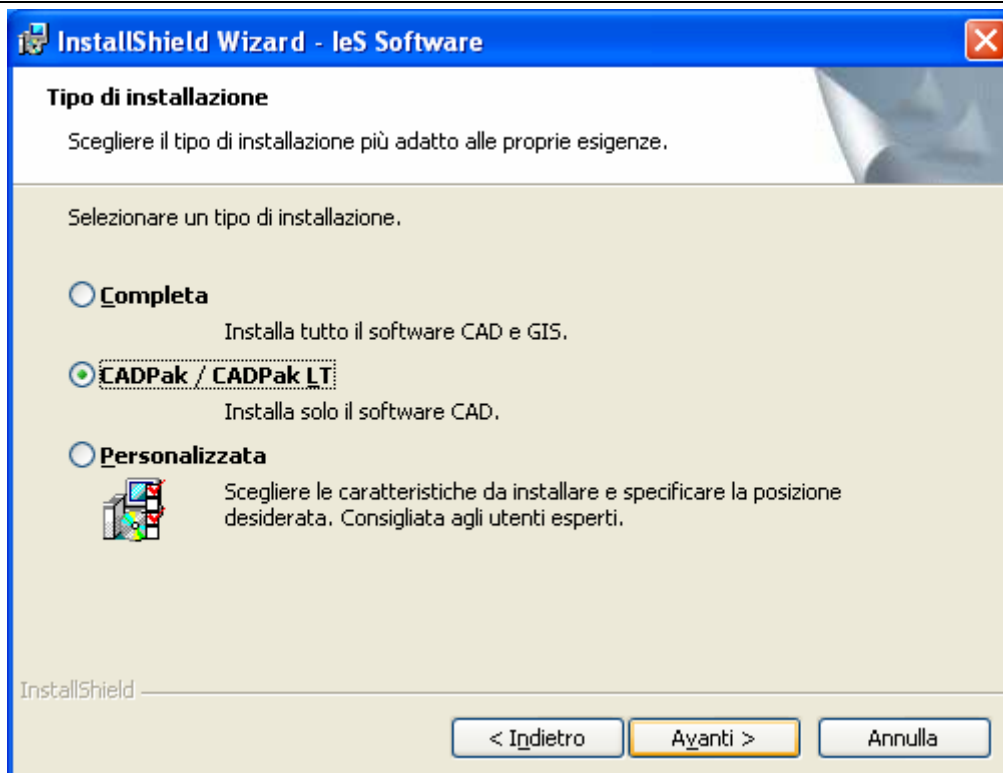 InstallShield Wizard - IeS Software
Tipo di installazione
Scegliere il tipo di installazione più adatto alle proprie esigenze.
Selezionare un tipo di installazione.
Completa
Installa tutto il software CAD e GIS.
CADPak / CADPak LT
Installa solo il software CAD.
Personalizzata
Scegliere le caratteristiche da installare e specificare la posizione
desiderata. Consigliata agli utenti esperti.
InstallShield
< Indietro
Avanti >
Annulla